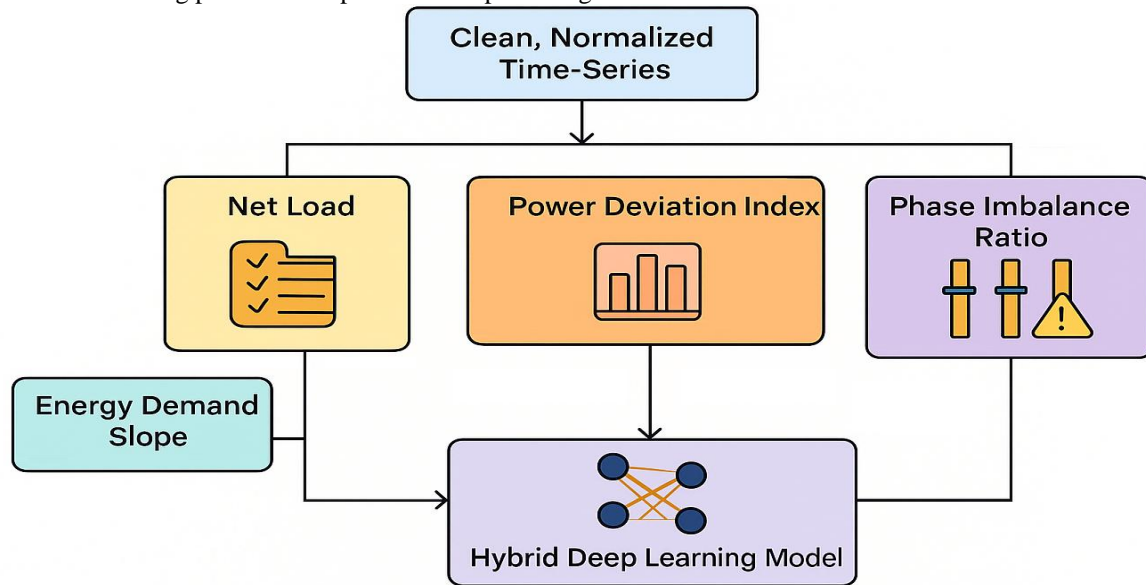 Clean, Normalized
Time-Series
Net Load
Power Deviation Index
Phase Imbalance
Ratio
!
Energy Demand
Slope
Hybrid Deep Learning Model